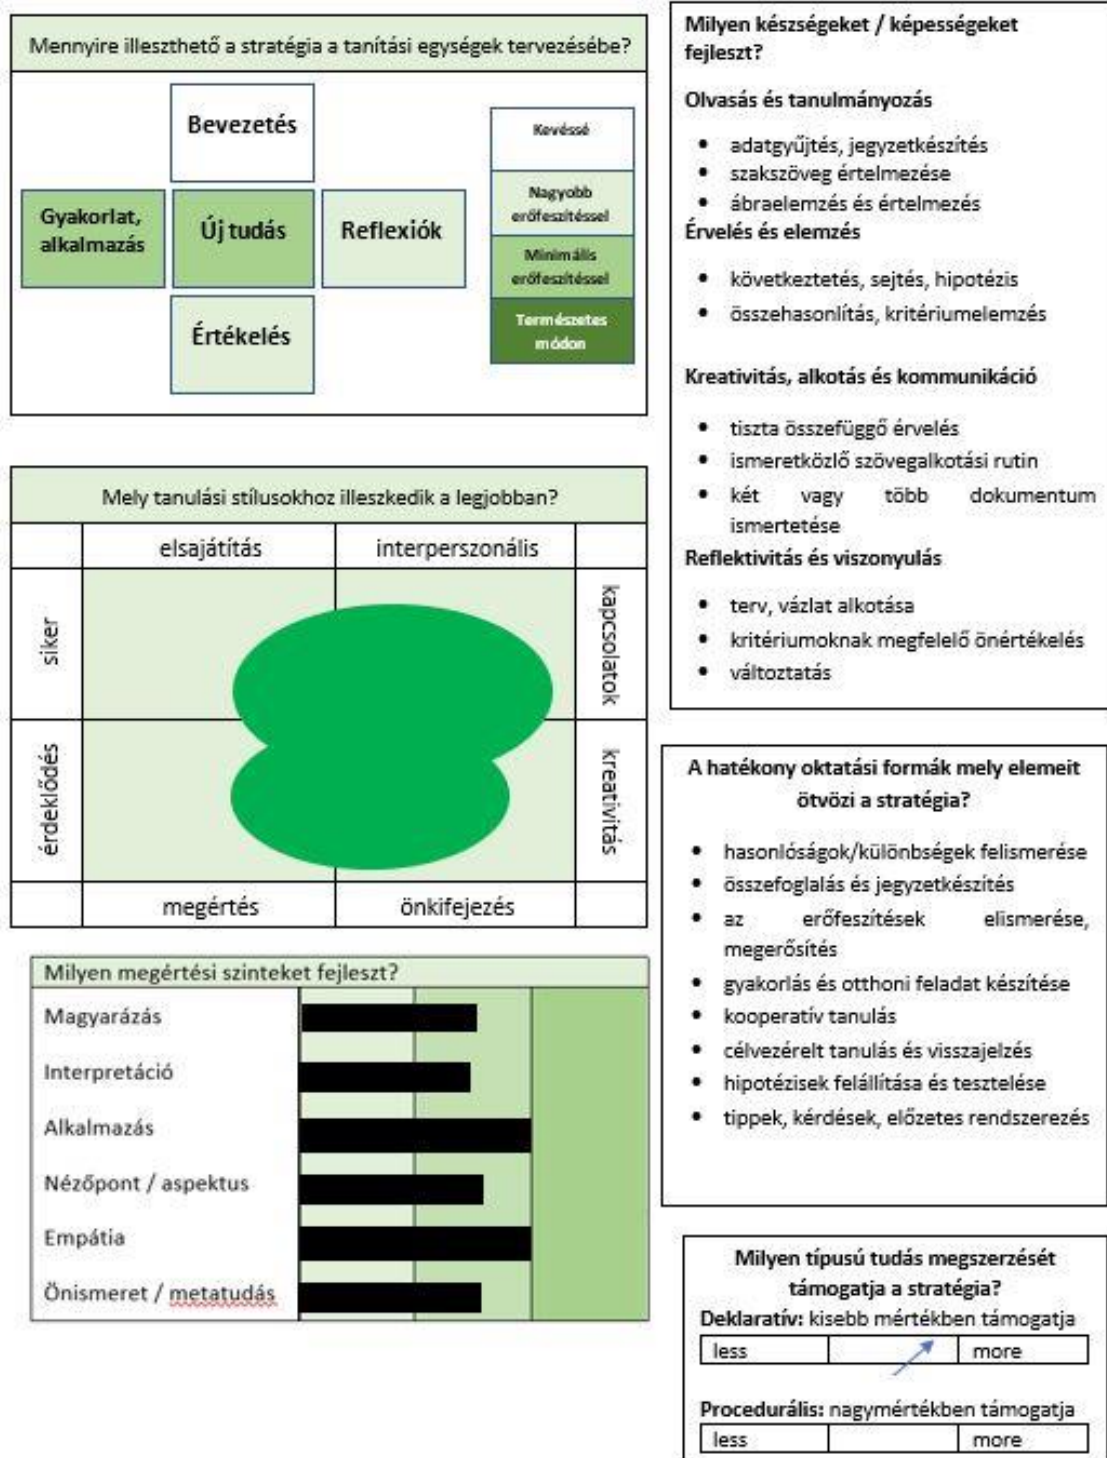 Mennyire illeszthető a stratégia a tanítási egységek tervezésébe?
Bevezetés
Gyakorlat,
alkalmazás
Új tudás
Reflexiók
Értékelés
Kevéssé
Nagyobb
erőfeszítéssel
Minimális
erőfeszítéssel
Természetes
módon
Mely tanulási stílusokhoz illeszkedik a legjobban?
elsajátítás
interperszonális
siker
kapcsolatok
érdeklődés
kreativitás
megértés
önkifejezés
Milyen megértési szinteket fejleszt?
Magyarázás
Interpretáció
Alkalmazás
Nézőpont / aspektus
Empátia
Önismeret / metatudás
Milyen készségeket / képességeket
fejleszt?
Olvasás és tanulmányozás
• adatgyűjtés, jegyzetkészítés
• szakszöveg értelmezése
• ábraelemzés és értelmezés
Érvelés és elemzés
• következtetés, sejtés, hipotézis
• összehasonlítás, kritériumelemzés
Kreativitás, alkotás és kommunikáció
• tiszta összefüggő érvelés
• ismeretközlő szövegalkotási rutin
• két vagy több dokumentum
ismertetése
Reflektivitás és viszonyulás
• terv, vázlat alkotása
• kritériumoknak megfelelő önértékelés
• változtatás
A hatékony oktatási formák mely elemeit
ötvözi a stratégia?
• hasonlóságok/különbségek felismerése
• összefoglalás és jegyzetkészítés
• az erőfeszítések elismerése,
megerősítés
• gyakorlás és otthoni feladat készítése
• kooperatív tanulás
• célvezérelt tanulás és visszajelzés
• hipotézisek felállítása és tesztelése
• tippek, kérdések, előzetes rendszerezés
Milyen típusú tudás megszerzését
támogatja a stratégia?
Deklaratív: kisebb mértékben támogatja
less more
Procedurális: nagymértékben támogatja
less more